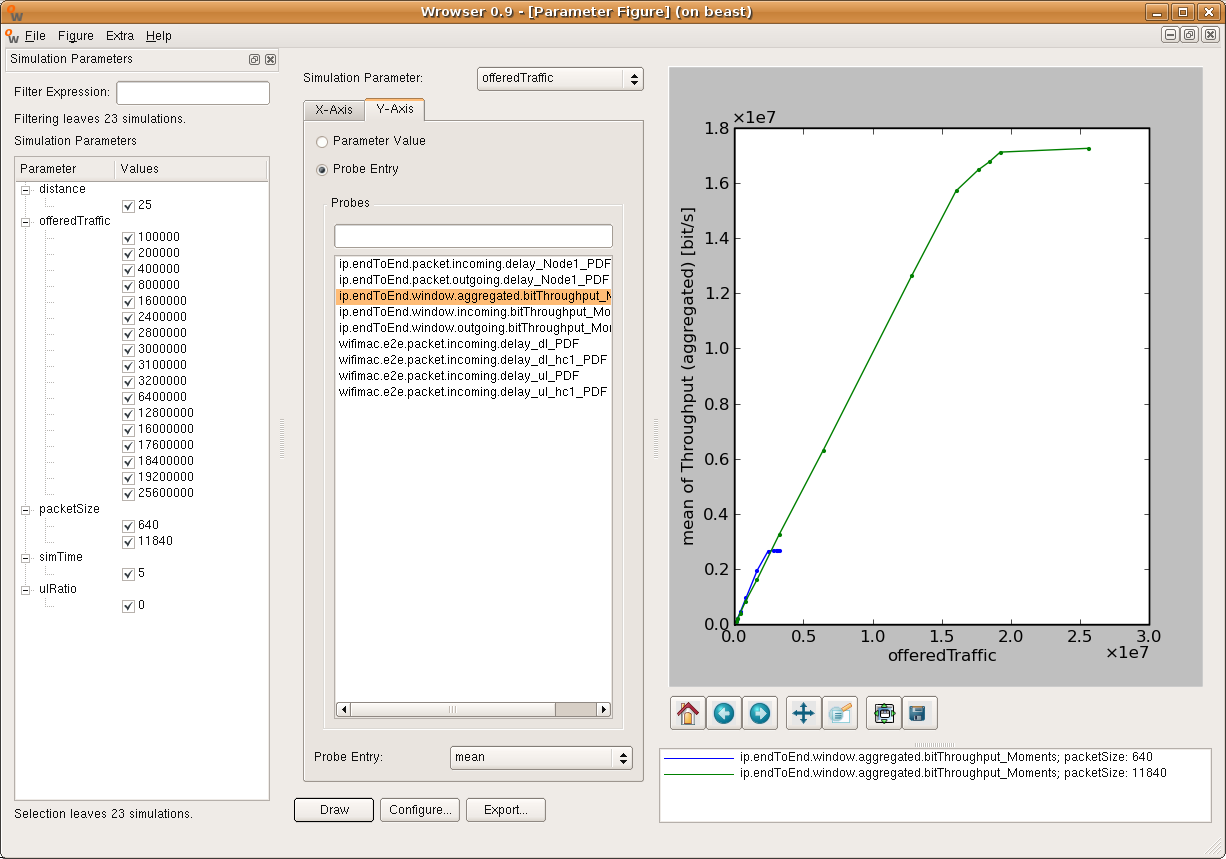 Wrowser 0.9 - [Parameter Figure] (on beast)
File Figure Extra Help
Simulation Parameters
Filter Expression:
Filtering leaves 23 simulations.
Simulation Parameters
Parameter Values
distance
25
offeredTraffic
100000
200000
400000
800000
1600000
2400000
2800000
3000000
3100000
3200000
6400000
12800000
16000000
17600000
18400000
19200000
25600000
packetSize
640
11840
simTime
5
ulRatio
0
Selection leaves 23 simulations.
Simulation Parameter: offeredTraffic
X-Axis Y-Axis
Parameter Value
Probe Entry
Probes
ip.endToEnd.packet.incoming.delay_Node1_PDF
ip.endToEnd.packet.outgoing.delay_Node1_PDF
ip.endToEnd.window.aggregated.bitThroughput_M
ip.endToEnd.window.incoming.bitThroughput_Mo
ip.endToEnd.window.outgoing.bitThroughput_Mo
wifimac.e2e.packet.incoming.delay_dl_PDF
wifimac.e2e.packet.incoming.delay_dl_hc1_PDF
wifimac.e2e.packet.incoming.delay_ul_PDF
wifimac.e2e.packet.incoming.delay_ul_hc1_PDF
Probe Entry: mean
Draw Configure... Export...
×1e7
1.8
1.6
1.4
1.2
1.0
0.8
0.6
0.4
0.2
0.0
mean of Throughput (aggregated) [bit/s]
0.0 0.5 1.0 1.5 2.0 2.5 3.0
offeredTraffic
×1e7
ip.endToEnd.window.aggregated.bitThroughput_Moments; packetSize: 640
ip.endToEnd.window.aggregated.bitThroughput_Moments; packetSize: 11840